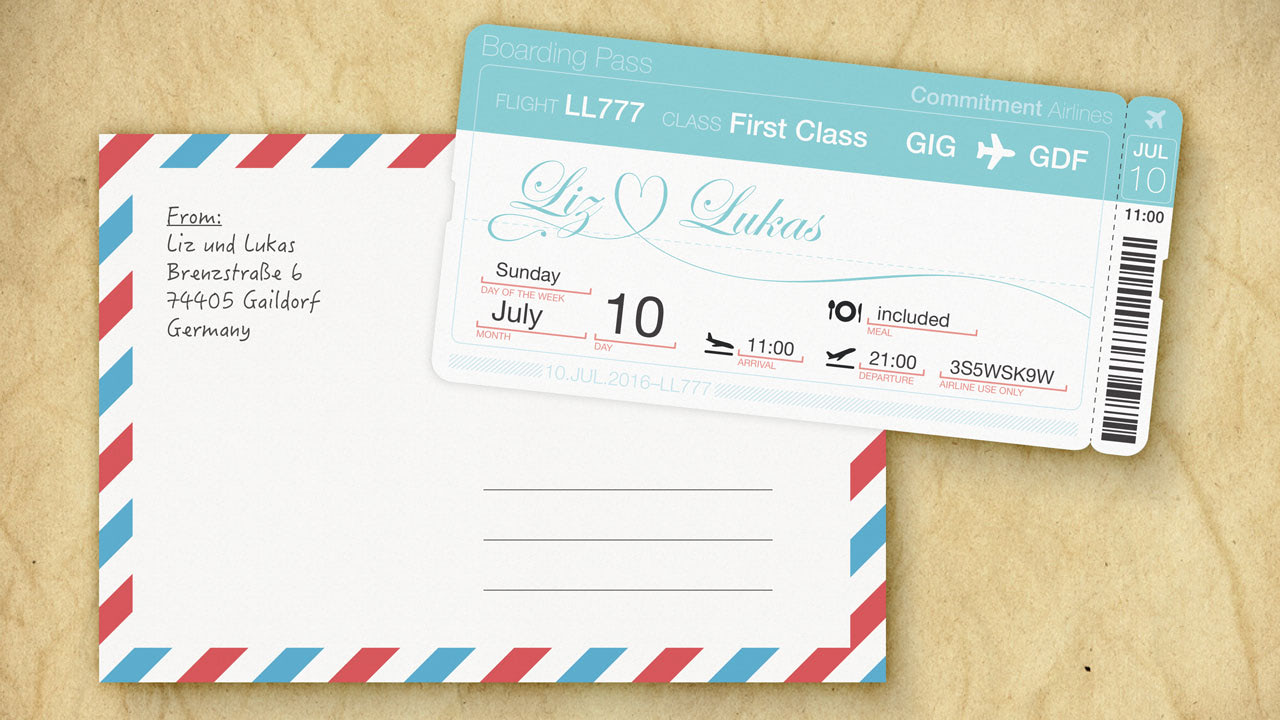 Boarding Pass
Commitment Airlines
FLIGHT LL777 CLASS First Class GIG GDF
JUL
10
11:00
Liz Lukas
Sunday
DAY OF THE WEEK
July
MONTH
10
DAY
11:00
ARRIVAL
included
MEAL
21:00
DEPARTURE
3S5WSK9W
AIRLINE USE ONLY
10.JUL.2016–LL777
From:
Liz und Lukas
Brenzstraße 6
74405 Gaildorf
Germany